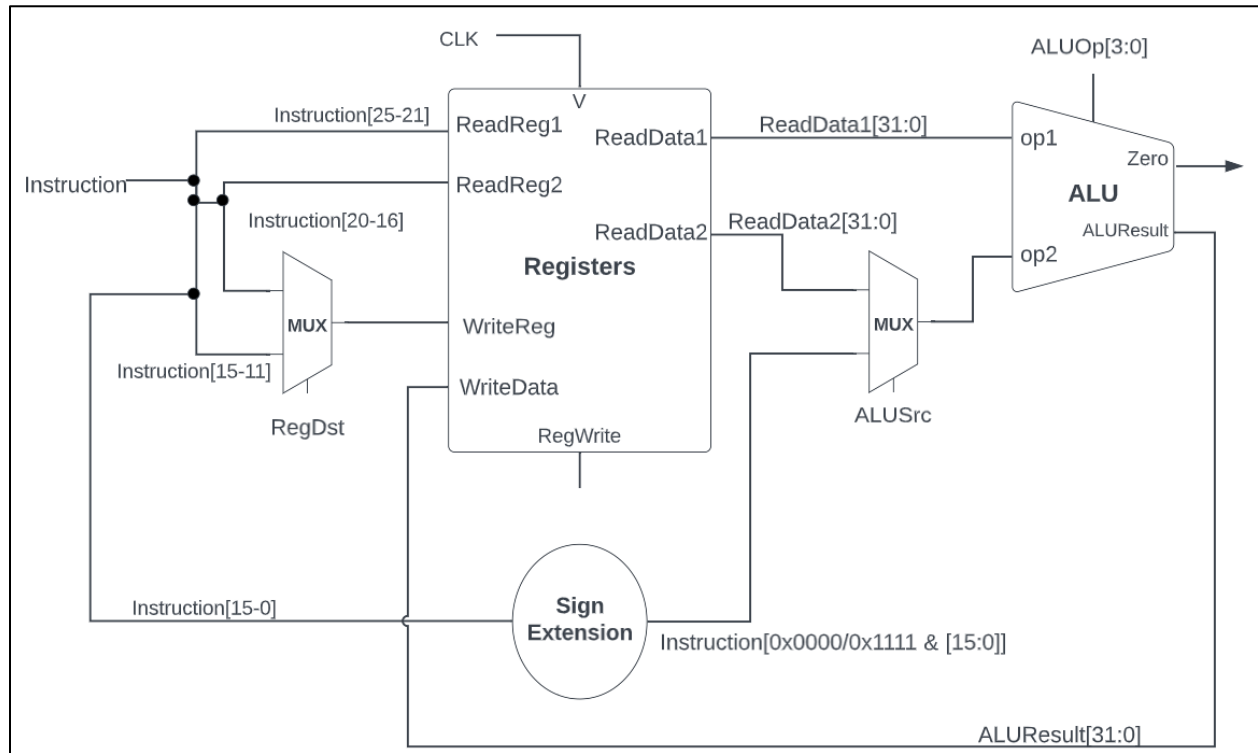 CLK
ALUOp[3:0]
V
Instruction[25-21]
ReadReg1
ReadData1
ReadData1[31:0]
op1
Zero
Instruction
ReadReg2
ALU
Instruction[20-16]
ReadData2
ReadData2[31:0]
ALUResult
op2
Registers
MUX
WriteReg
MUX
Instruction[15-11]
WriteData
RegDst
RegWrite
ALUSrc
Instruction[15-0]
Sign
Extension
Instruction[0x0000/0x1111 & [15:0]]
ALUResult[31:0]